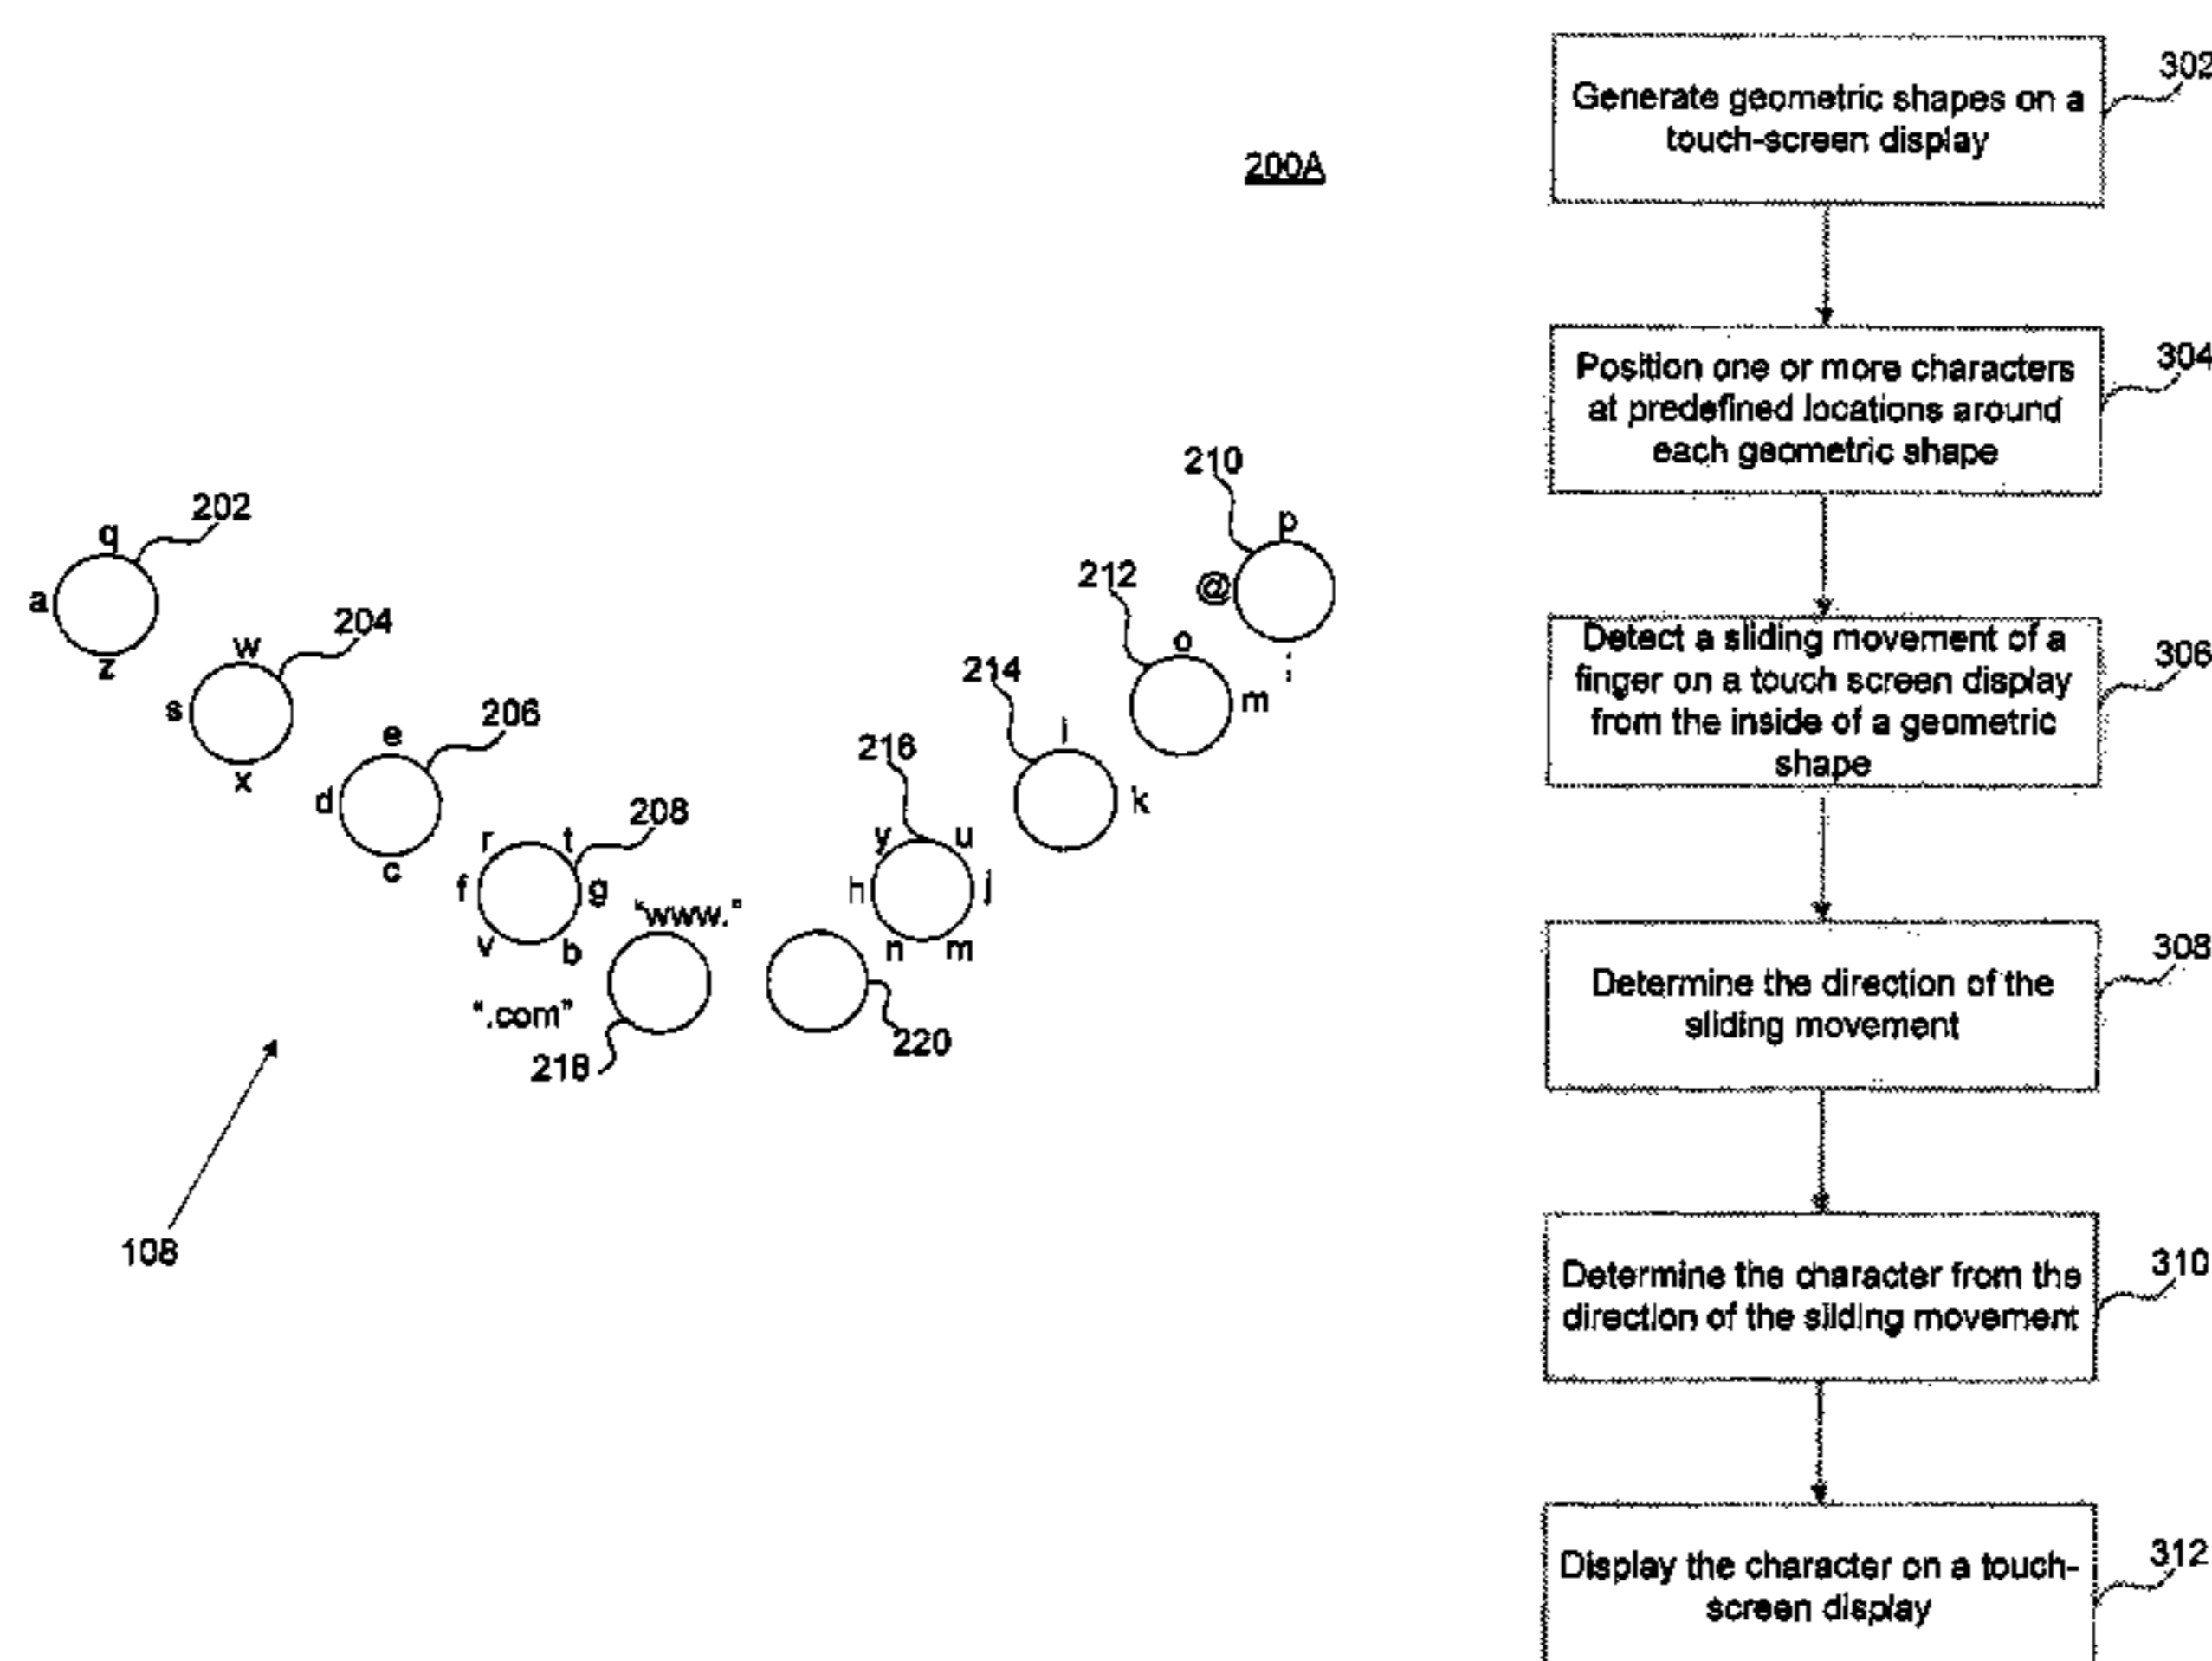 200A
202
q
a
z
204
w
s
x
206
e
d
c
208
r t
f g
v b
210
p
@
;
212
o
m
214
i
k
216
y u
h j
n m
"www."
".com"
218
220
108
302
Generate geometric shapes on a
touch-screen display
304
Position one or more characters
at predefined locations around
each geometric shape
306
Detect a sliding movement of a
finger on a touch screen display
from the inside of a geometric
shape
308
Determine the direction of the
sliding movement
310
Determine the character from the
direction of the sliding movement
312
Display the character on a touch-
screen display